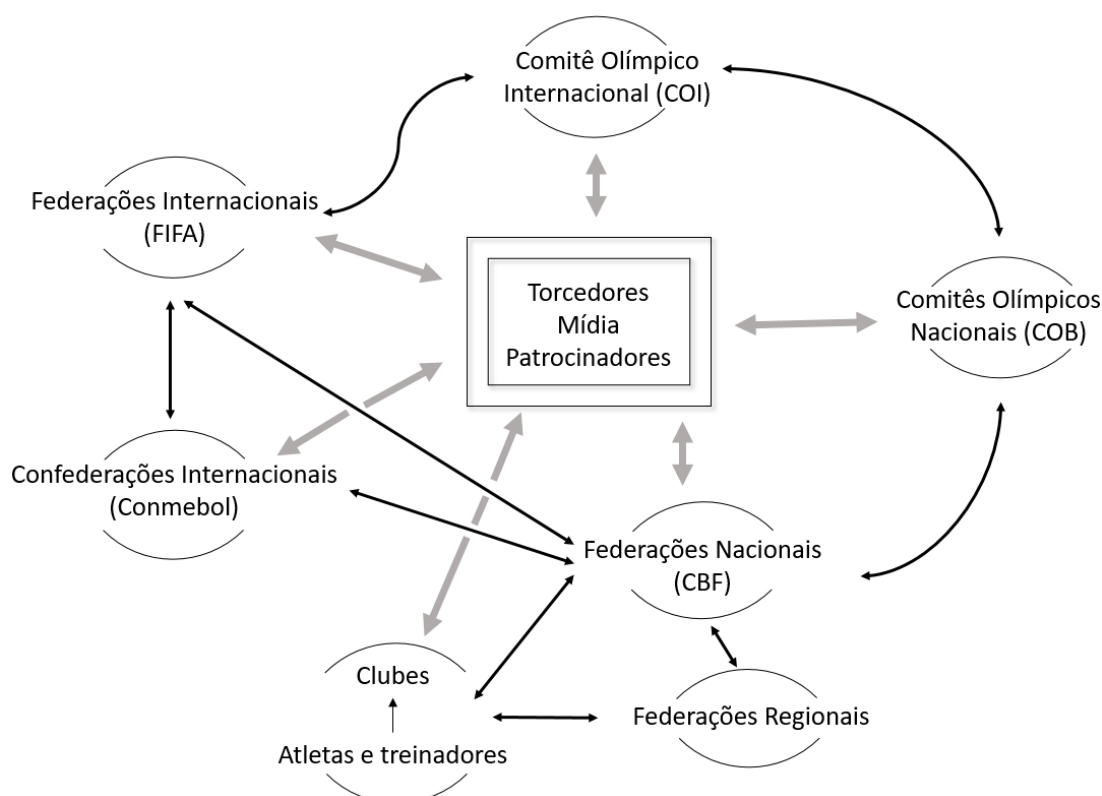 Comitê Olímpico
Internacional (COI)
Federações Internacionais
(FIFA)
Torcedores
Mídia
Patrocinadores
Comitês Olímpicos
Nacionais (COB)
Confederações Internacionais
(Conmebol)
Federações Nacionais
(CBF)
Clubes
Atletas e treinadores
Federações Regionais